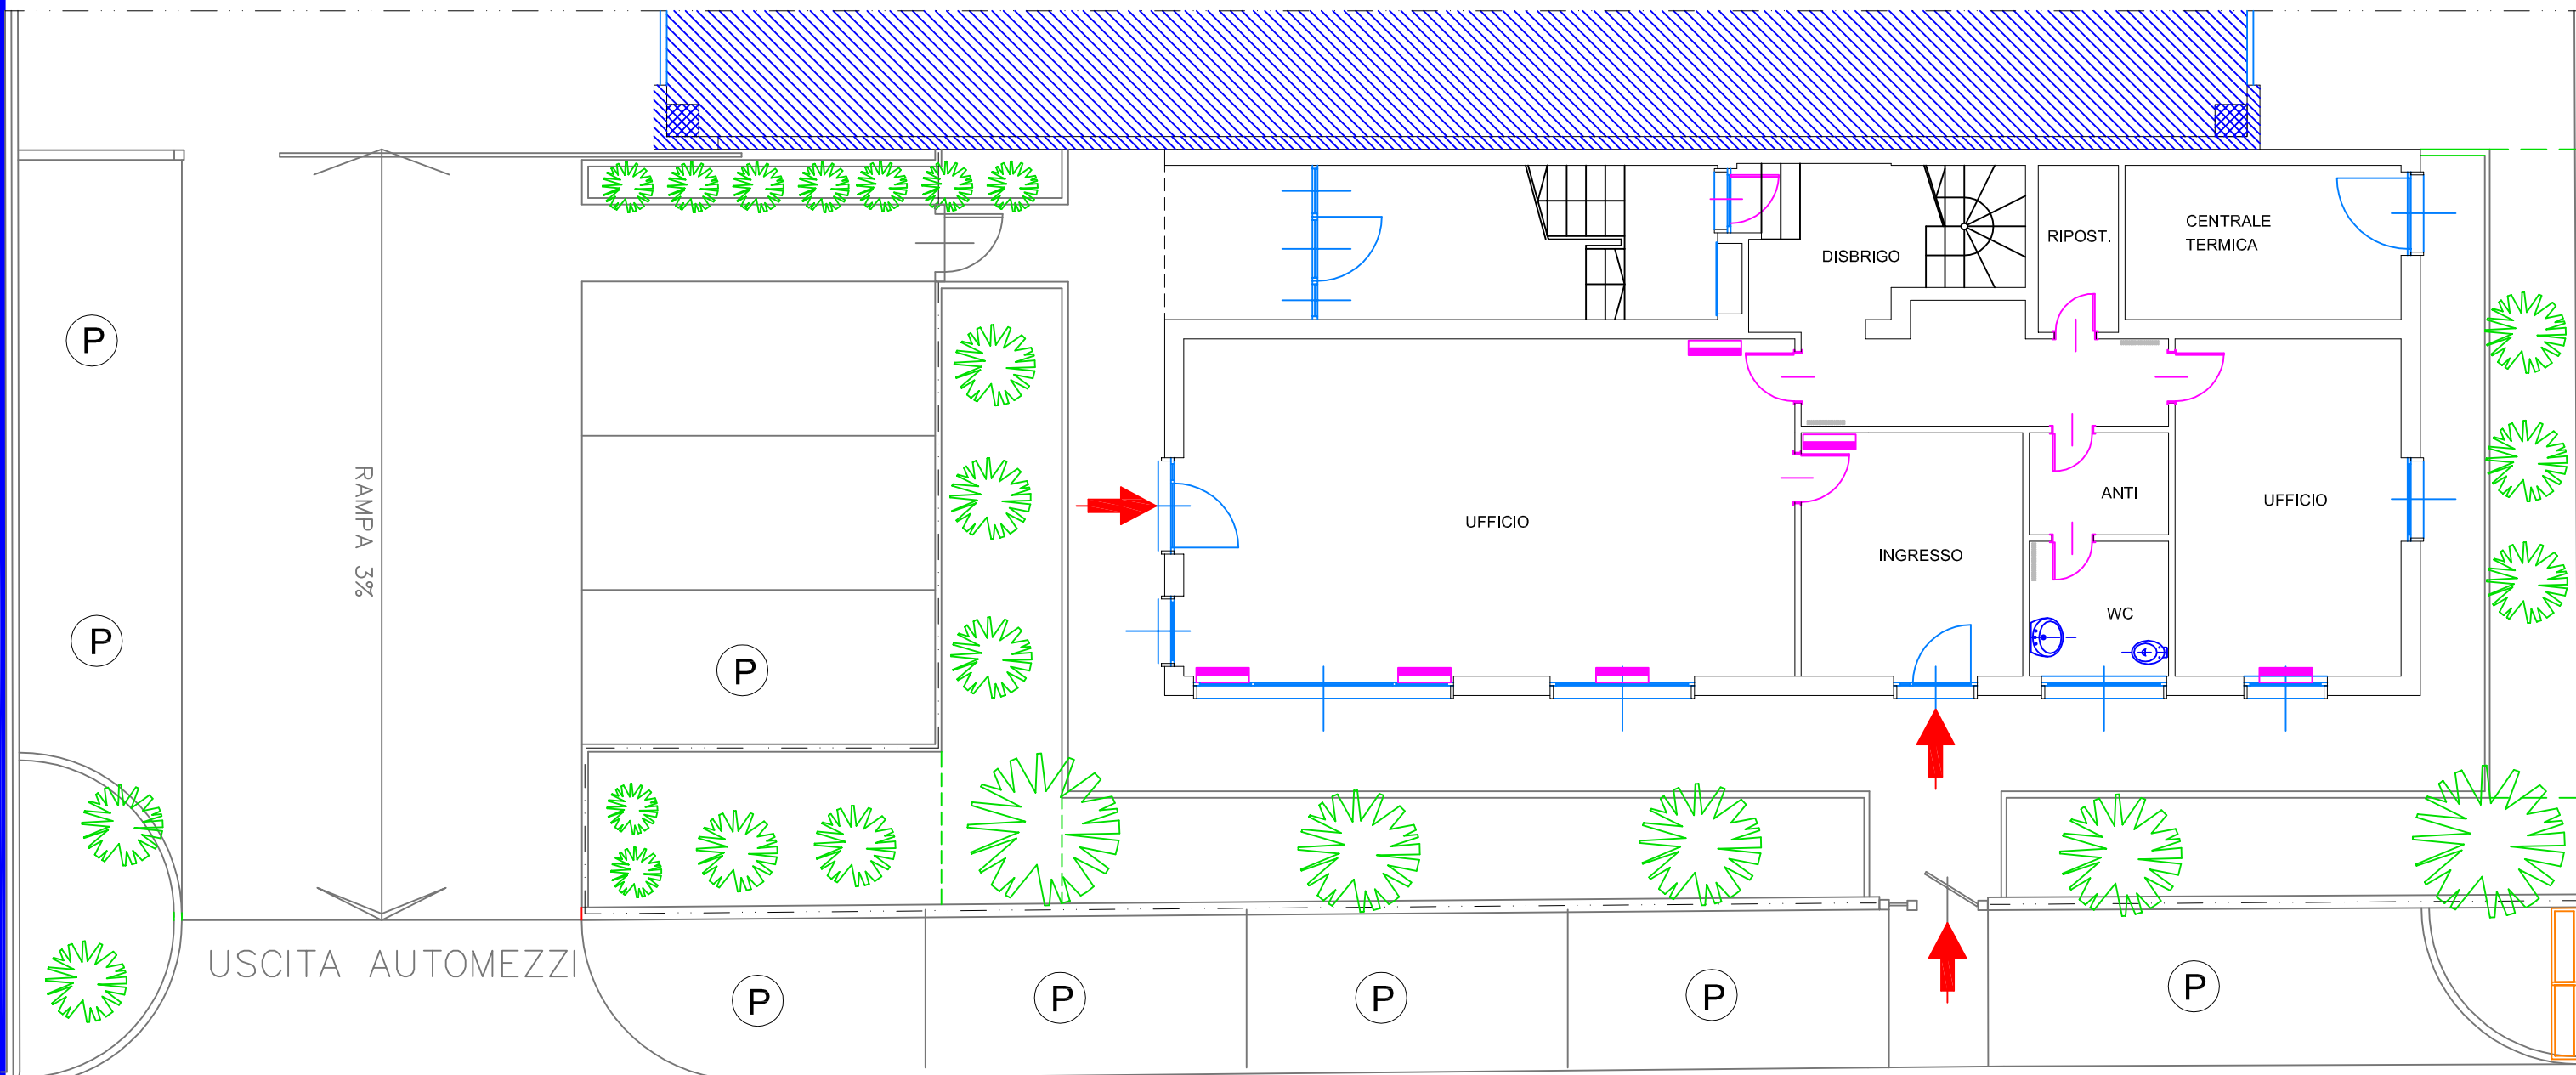 CENTRALE
TERMICA
RIPOST.
DISBRIGO
P
RAMPA 3%
ANTI
UFFICIO
UFFICIO
INGRESSO
WC
P
P
USCITA AUTOMEZZI
P
P
P
P
P